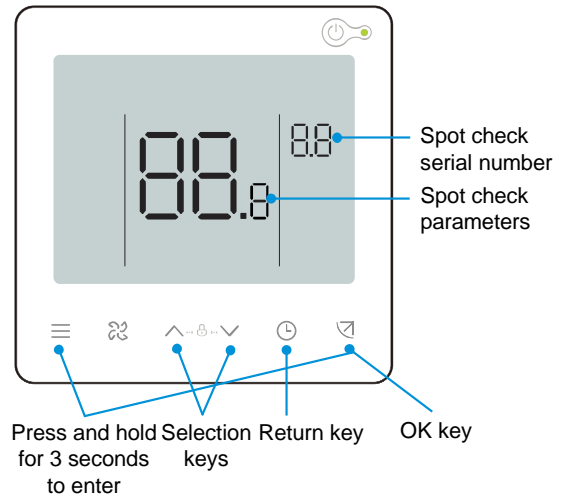 88.8
8.8
Spot check
serial number
Spot check
parameters
Press and hold
for 3 seconds
to enter
Selection
keys
Return key
OK key